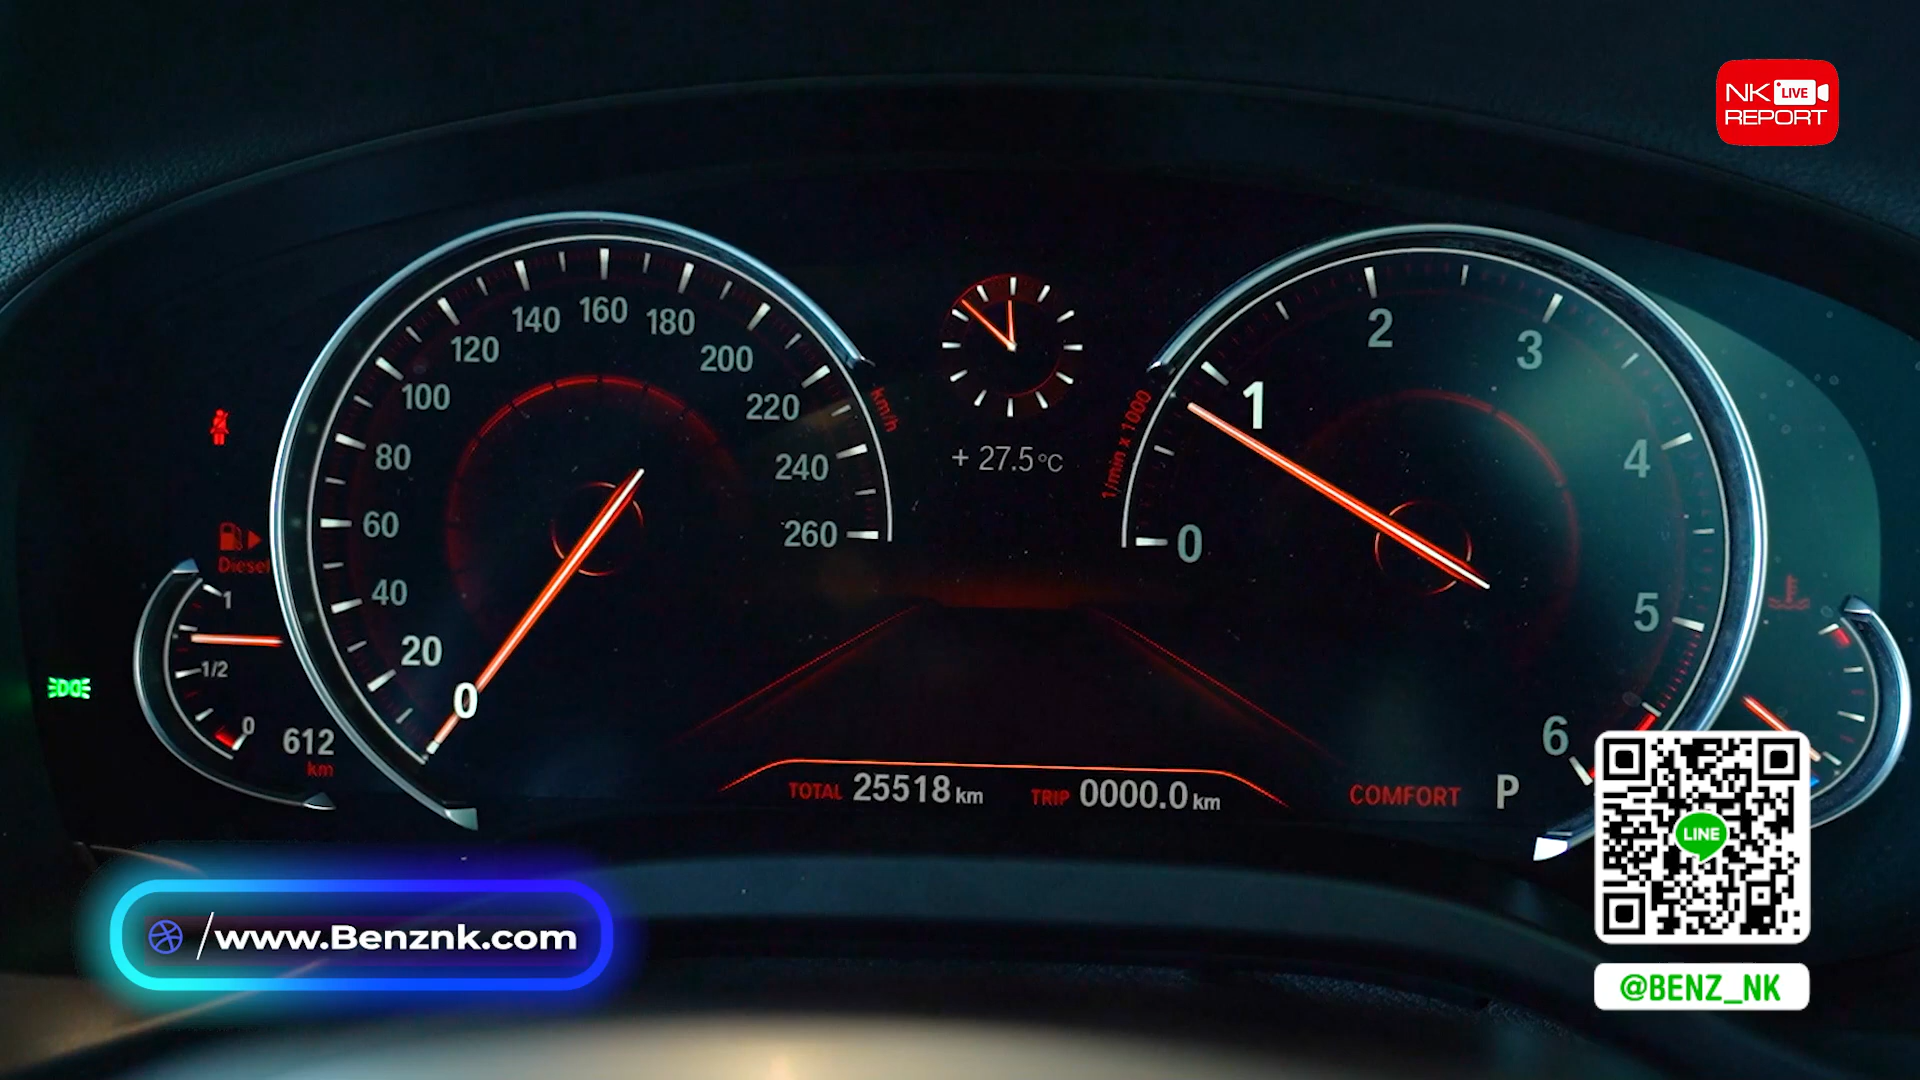 NK LIVE
REPORT
120
140
160
180
200
100
220
80
240
60
260
40
20
0
km/h
+ 27.5°C
1/min x 1000
0
1
2
3
4
5
6
Diesel
1
1/2
0
612
km
TOTAL 25518 km
TRIP 0000.0 km
COMFORT P
LINE
/www.Benznk.com
@BENZ_NK